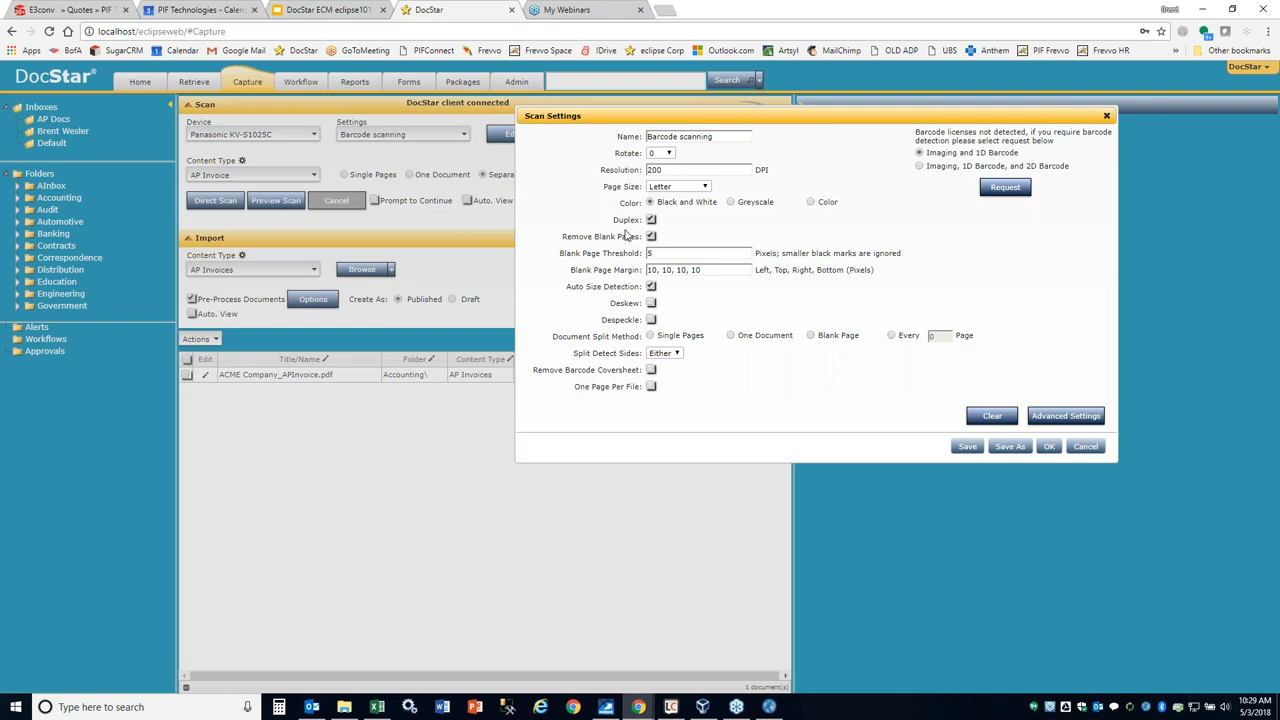 E3conv » Quotes » PIF T
PIF Technologies - Calen
DocStar ECM eclipse101
DocStar
My Webinars
Brent
localhost/eclipseweb/#Capture
Apps
BofA
SugarCRM
Calendar
Google Mail
DocStar
GoToMeeting
PIFConnect
Frevvo
Frevvo Space
IDrive
eclipse Corp
Outlook.com
Artsyl
MailChimp
OLD ADP
UBS
Anthem
PIF Frevvo
Frevvo HR
»
Other bookmarks
DocStar
Home
Retrieve
Capture
Workflow
Reports
Forms
Packages
Admin
Search
DocStar
Inboxes
AP Docs
Brent Wesler
Default
Folders
AInbox
Accounting
Audit
Automotive
Banking
Contracts
Correspondence
Distribution
Education
Engineering
Government
Alerts
Workflows
Approvals
Scan
DocStar client connected
Device
Settings
Panasonic KV-S1025C
Barcode scanning
Content Type
AP Invoice
Single Pages
One Document
Direct Scan
Preview Scan
Cancel
Prompt to Continue
Auto. View
Import
Content Type
AP Invoices
Browse
Pre-Process Documents
Options
Create As:
Published
Draft
Auto. View
Actions
Edit
Title/Name
Folder
Content Type
ACME Company_APInvoice.pdf
Accounting\
AP Invoices
1 document(s)
Scan Settings
Name: Barcode scanning
Rotate: 0
Resolution: 200 DPI
Page Size: Letter
Color: Black and White Greyscale Color
Duplex:
Remove Blank Pages:
Blank Page Threshold: 5 Pixels; smaller black marks are ignored
Blank Page Margin: 10, 10, 10, 10 Left, Top, Right, Bottom (Pixels)
Auto Size Detection:
Deskew:
Despeckle:
Document Split Method: Single Pages One Document Blank Page Every 0 Page
Split Detect Sides: Either
Remove Barcode Coversheet:
One Page Per File:
Barcode licenses not detected, if you require barcode
detection please select request below
Imaging and 1D Barcode
Imaging, 1D Barcode, and 2D Barcode
Request
Clear
Advanced Settings
Save
Save As
OK
Cancel
Type here to search
10:29 AM
5/3/2018